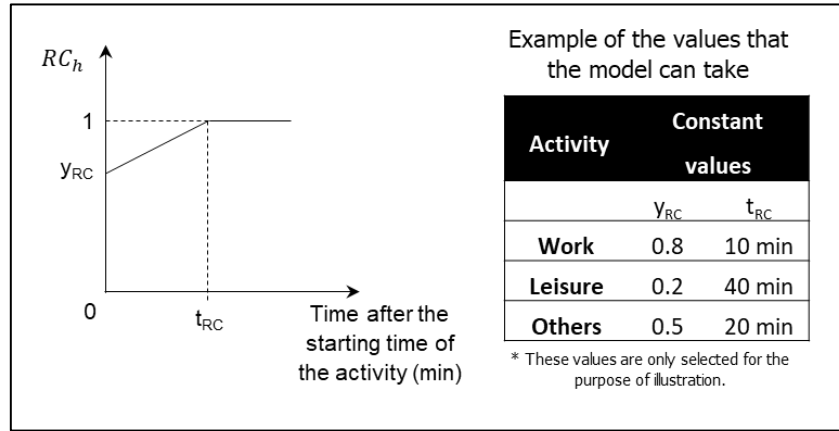 RC_h
1
y_RC
0
t_RC
Time after the
starting time of
the activity (min)
Example of the values that
the model can take
Activity Constant
values
y_RC t_RC
Work 0.8 10 min
Leisure 0.2 40 min
Others 0.5 20 min
* These values are only selected for the
purpose of illustration.